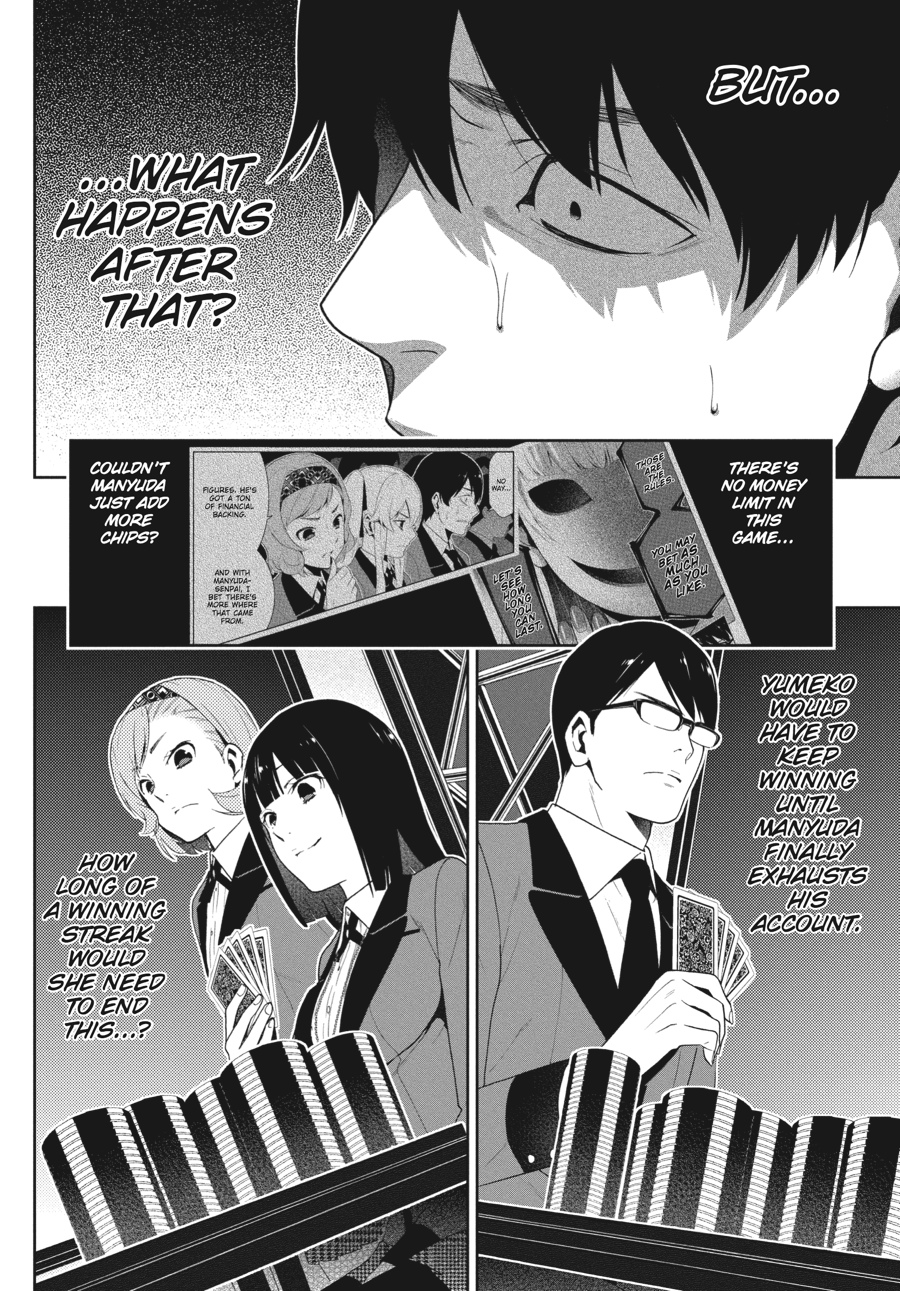 BUT...
...WHAT
HAPPENS
AFTER
THAT?
THERE'S
NO MONEY
LIMIT IN
THIS
GAME...
THOSE
ARE
THE
RULES.
YOU MAY
BET AS
MUCH
AS YOU
LIKE.
LET'S
SEE
HOW
LONG
YOU
CAN
LAST.
NO
WAY...
FIGURES. HE'S
GOT A TON
OF FINANCIAL
BACKING.
AND WITH
MANYUDA-
SENPAI, I
BET THERE'S
MORE WHERE
THAT CAME
FROM.
COULDN'T
MANYUDA
JUST ADD
MORE
CHIPS?
YUMEKO
WOULD
HAVE TO
KEEP
WINNING
UNTIL
MANYUDA
FINALLY
EXHAUSTS
HIS
ACCOUNT.
HOW
LONG OF
A WINNING
STREAK
WOULD
SHE NEED
TO END
THIS...?